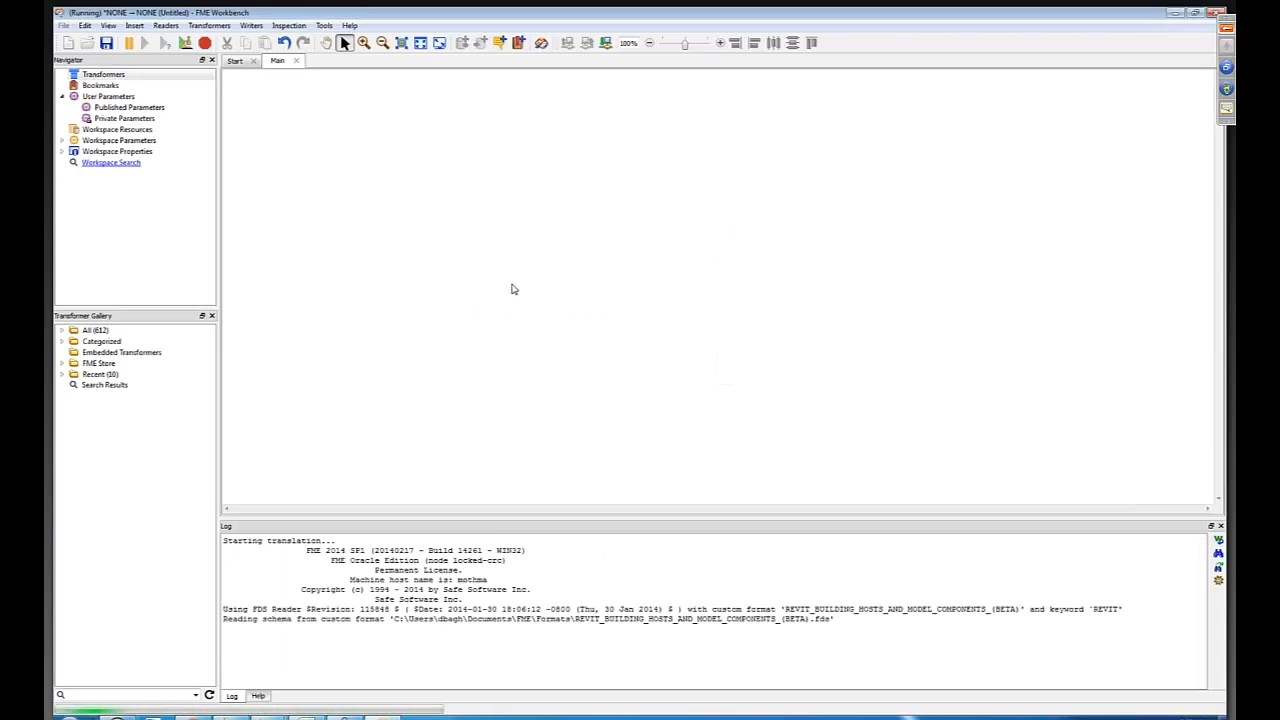 (Running) *NONE → NONE (Untitled) - FME Workbench
File Edit View Insert Readers Transformers Writers Inspection Tools Help
100%
Navigator
Start Main
Transformers
Bookmarks
User Parameters
Published Parameters
Private Parameters
Workspace Resources
Workspace Parameters
Workspace Properties
Workspace Search
Transformer Gallery
All (612)
Categorized
Embedded Transformers
FME Store
Recent (10)
Search Results
Log
Starting translation...
FME 2014 SP1 (20140217 - Build 14261 - WIN32)
FME Oracle Edition (node locked-crc)
Permanent License.
Machine host name is: mothma
Copyright (c) 1994 - 2014 by Safe Software Inc.
Safe Software Inc.
Using FDS Reader $Revision: 115848 $ ( $Date: 2014-01-30 18:06:12 -0800 (Thu, 30 Jan 2014) $ ) with custom format 'REVIT_BUILDING_HOSTS_AND_MODEL_COMPONENTS_(BETA)' and keyword `REVIT'
Reading schema from custom format 'C:\Users\dbagh\Documents\FME\Formats\REVIT_BUILDING_HOSTS_AND_MODEL_COMPONENTS_(BETA).fds'
Log Help